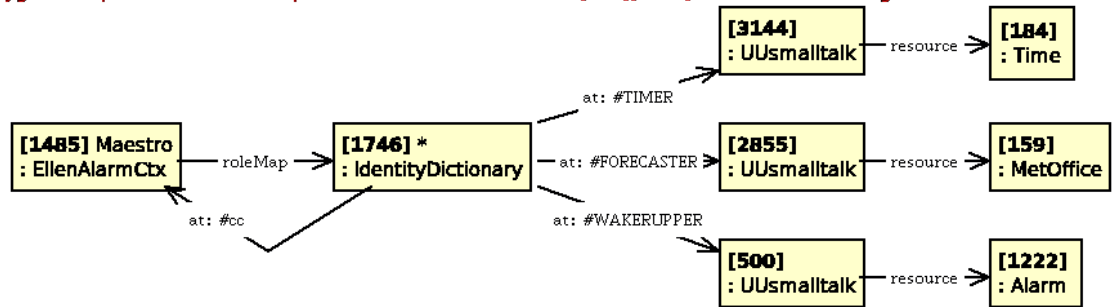 [3144]
: UUsmalltalk
resource
[184]
: Time
at: #TIMER
[1485] Maestro
: EllenAlarmCtx
roleMap
[1746] *
: IdentityDictionary
at: #FORECASTER
[2855]
: UUsmalltalk
resource
[159]
: MetOffice
at: #cc
at: #WAKERUPPER
[500]
: UUsmalltalk
resource
[1222]
: Alarm